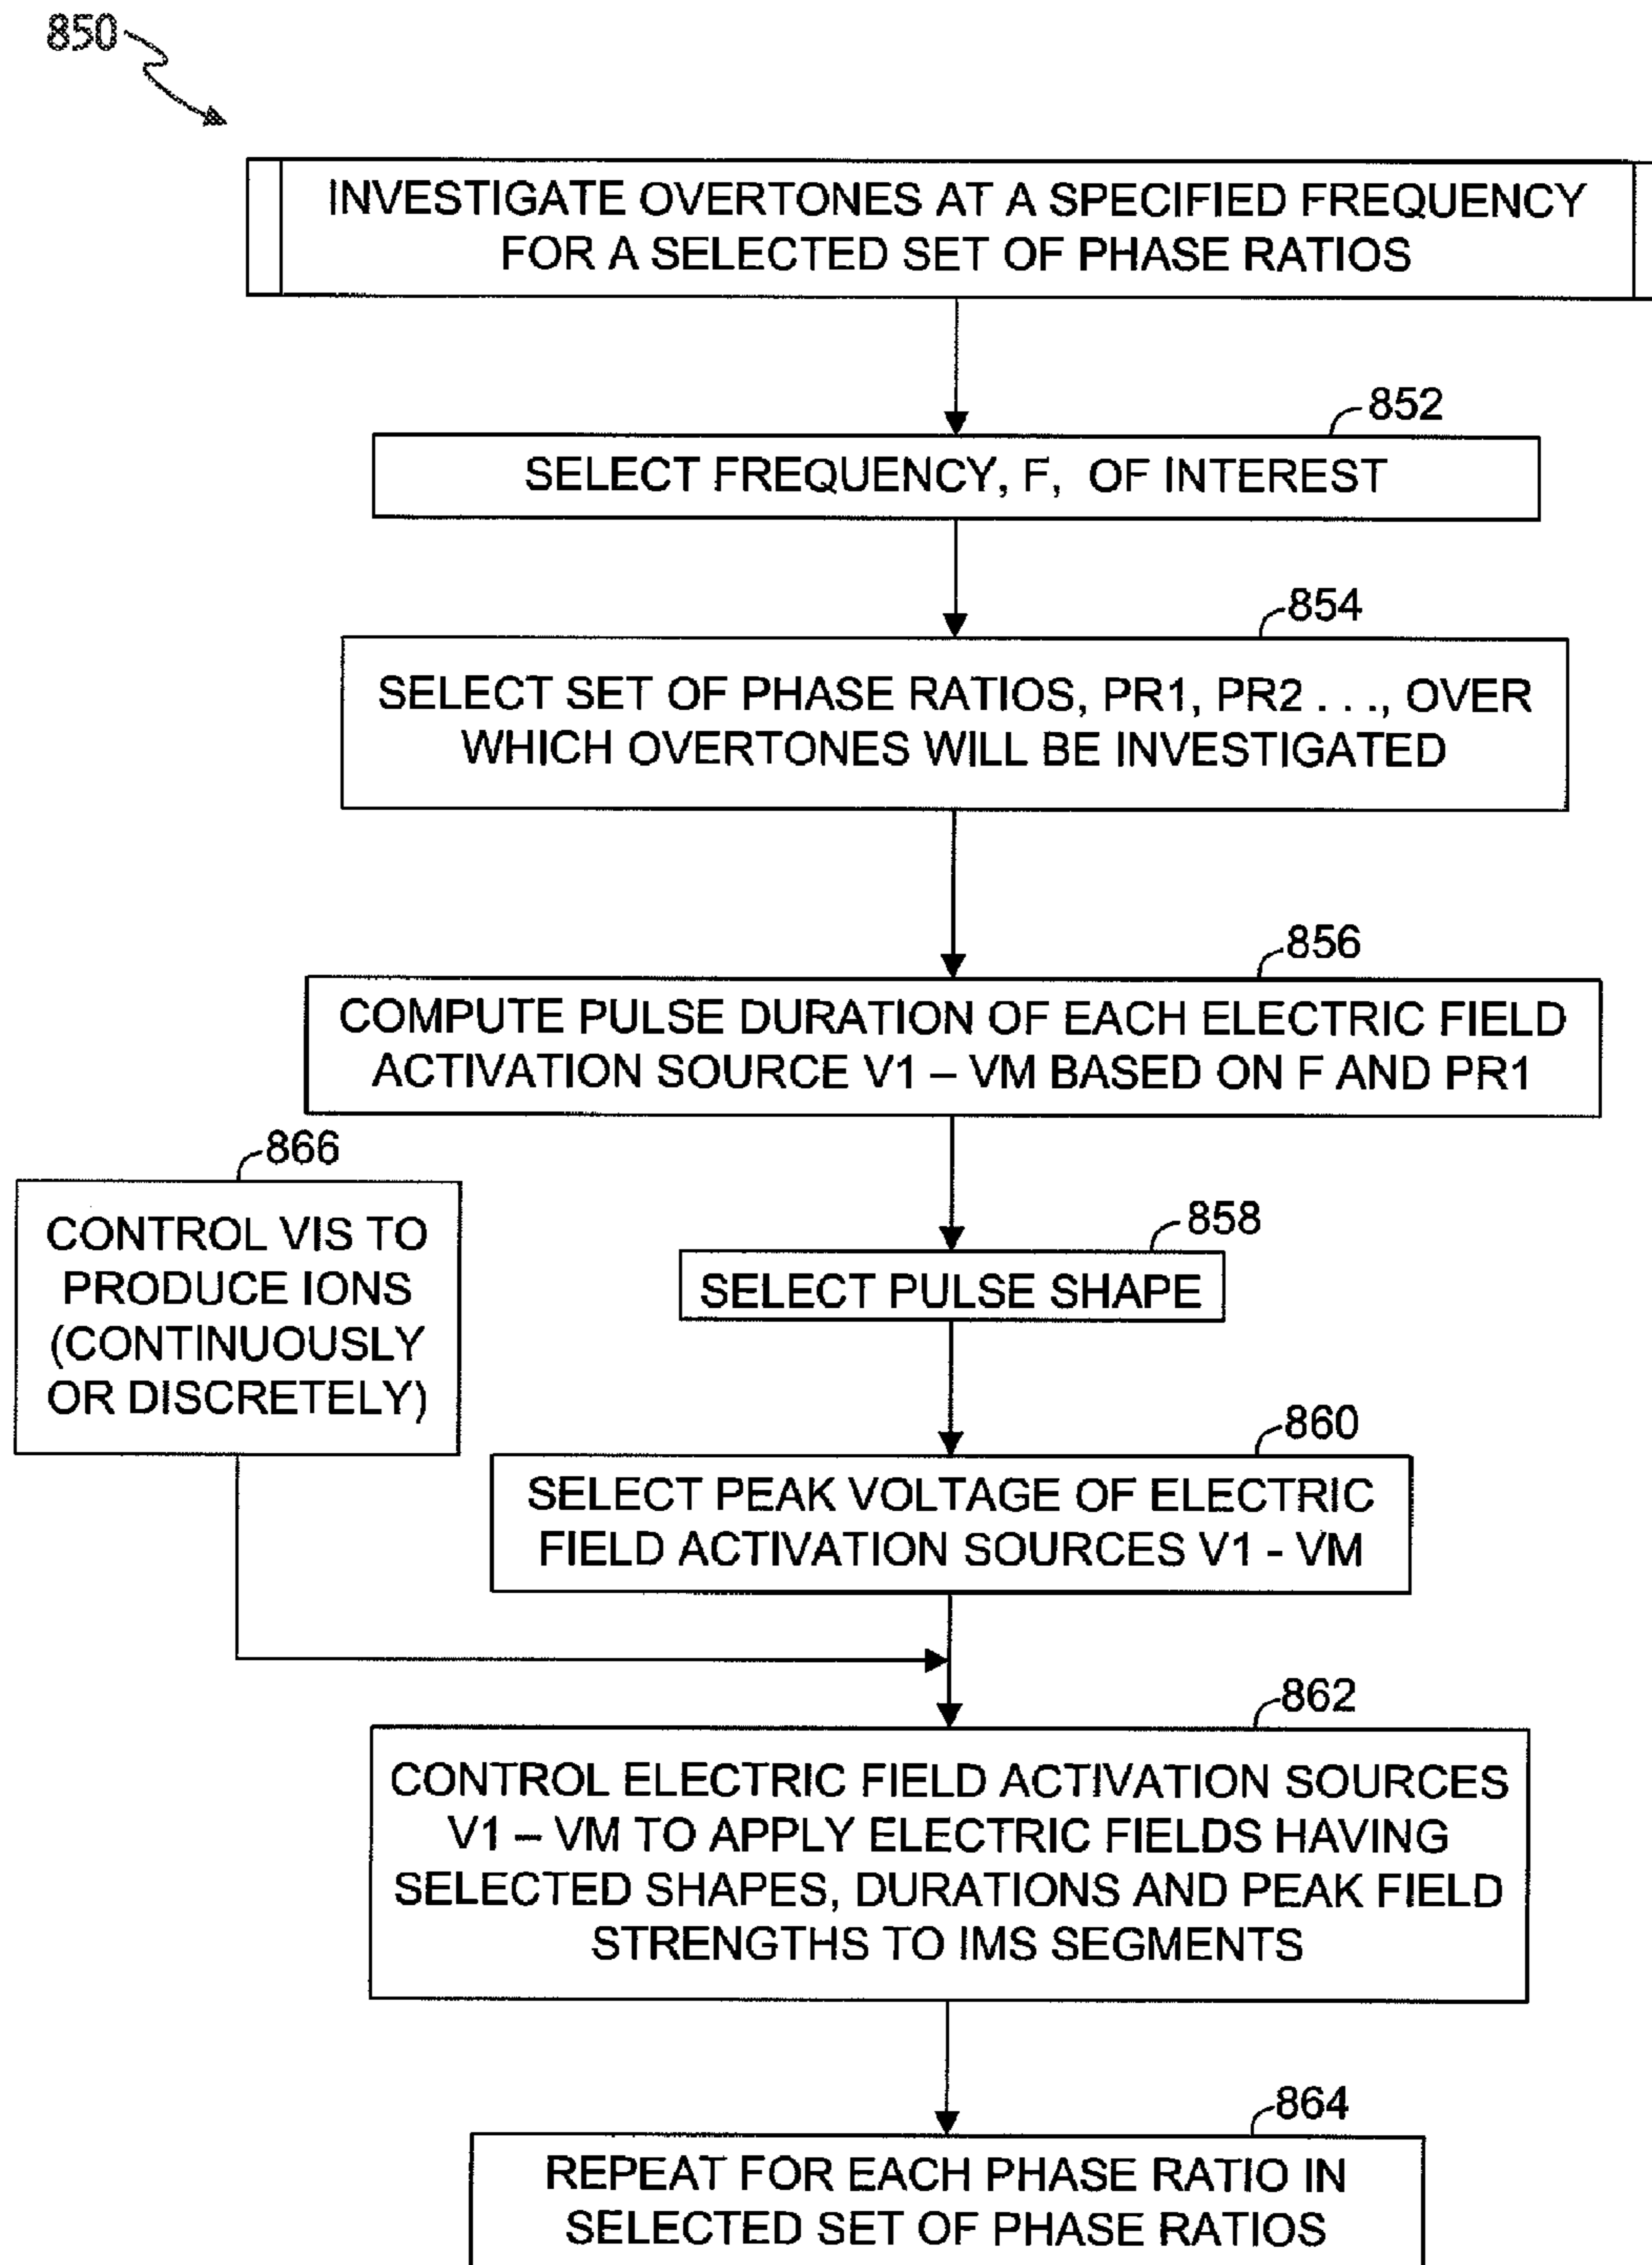 850
INVESTIGATE OVERTONES AT A SPECIFIED FREQUENCY
FOR A SELECTED SET OF PHASE RATIOS
852
SELECT FREQUENCY, F, OF INTEREST
854
SELECT SET OF PHASE RATIOS, PR1, PR2 . . ., OVER
WHICH OVERTONES WILL BE INVESTIGATED
856
COMPUTE PULSE DURATION OF EACH ELECTRIC FIELD
ACTIVATION SOURCE V1 – VM BASED ON F AND PR1
866
CONTROL VIS TO
PRODUCE IONS
(CONTINUOUSLY
OR DISCRETELY)
858
SELECT PULSE SHAPE
860
SELECT PEAK VOLTAGE OF ELECTRIC
FIELD ACTIVATION SOURCES V1 - VM
862
CONTROL ELECTRIC FIELD ACTIVATION SOURCES
V1 – VM TO APPLY ELECTRIC FIELDS HAVING
SELECTED SHAPES, DURATIONS AND PEAK FIELD
STRENGTHS TO IMS SEGMENTS
864
REPEAT FOR EACH PHASE RATIO IN
SELECTED SET OF PHASE RATIOS